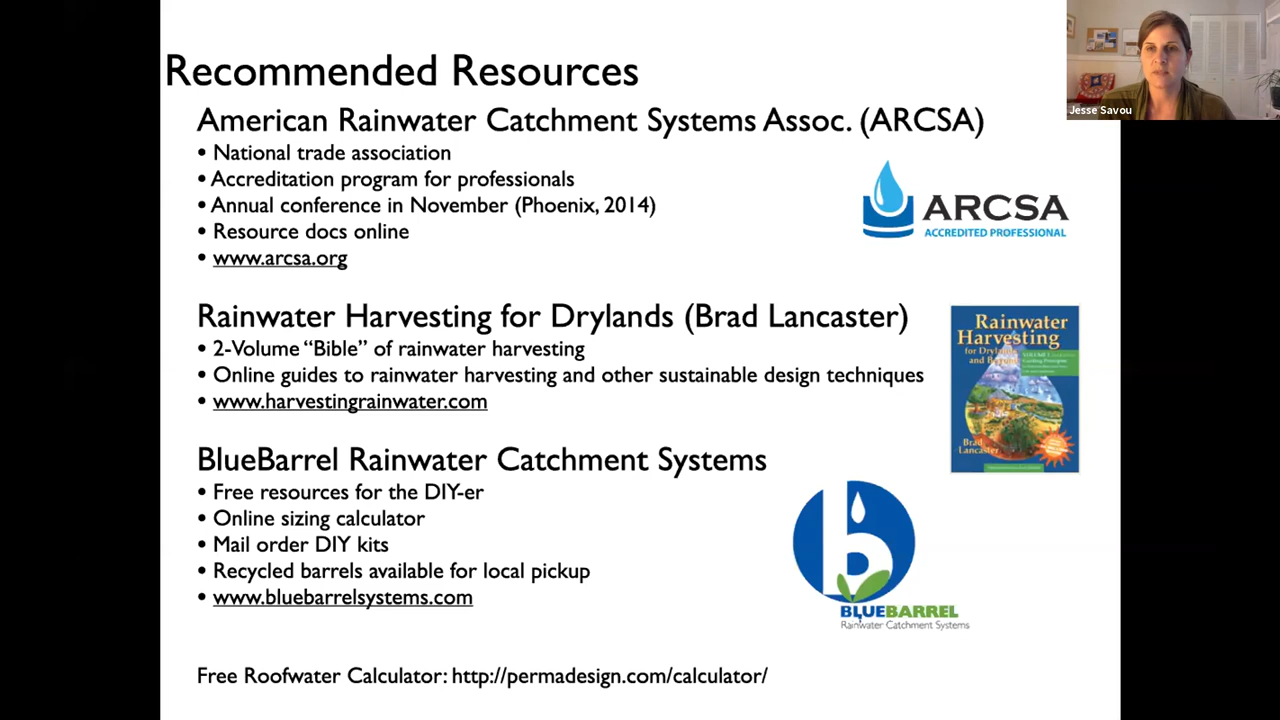 Recommended Resources
Jesse Savou
American Rainwater Catchment Systems Assoc. (ARCSA)
• National trade association
• Accreditation program for professionals
• Annual conference in November (Phoenix, 2014)
• Resource docs online
• www.arcsa.org
ARCSA
ACCREDITED PROFESSIONAL
Rainwater Harvesting for Drylands (Brad Lancaster)
• 2-Volume “Bible” of rainwater harvesting
• Online guides to rainwater harvesting and other sustainable design techniques
• www.harvestingrainwater.com
Rainwater
Harvesting
for Drylands
and Beyond
VOLUME 1
Guiding Principles
Brad
Lancaster
BlueBarrel Rainwater Catchment Systems
• Free resources for the DIY-er
• Online sizing calculator
• Mail order DIY kits
• Recycled barrels available for local pickup
• www.bluebarrelsystems.com
b
BLUEBARREL
Rainwater Catchment Systems
Free Roofwater Calculator: http://permadesign.com/calculator/